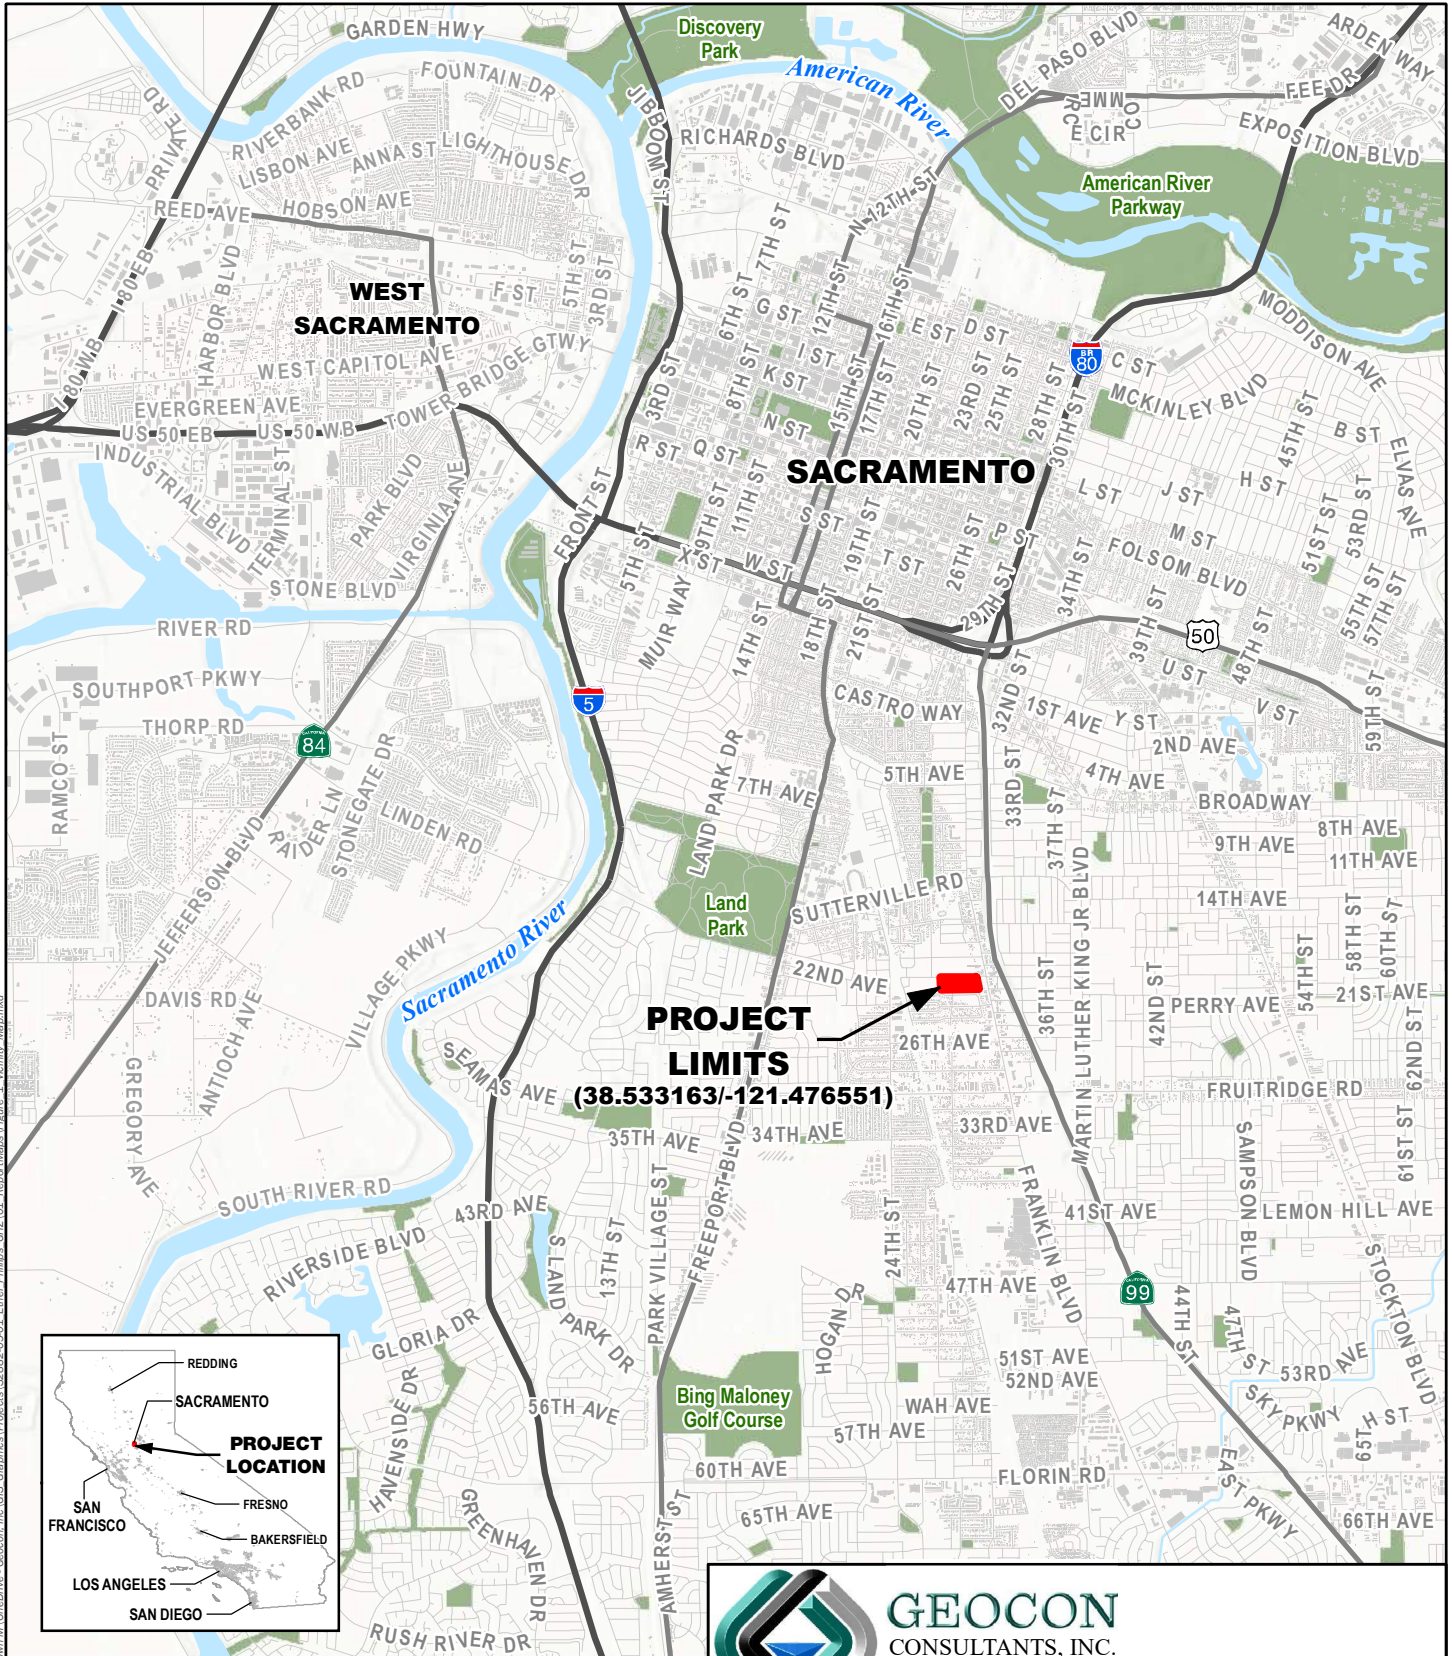 GARDEN HWY
Discovery
Park
DEL PASO BLVD
ARDEN WAY
FOUNTAIN DR
American River
FEE DR
COMME
RCE CIR
RIVERBANK RD
JIBBOOM ST
EXPOSITION BLVD
PRIVATE RD
LISBON AVE
ANNA ST
LIGHTHOUSE DR
RICHARDS BLVD
American River
Parkway
REED AVE
HOBSON AVE
N 12TH ST
7TH ST
I 80 EB
HARBOR BLVD
WEST
SACRAMENTO
F ST
5TH ST
3RD ST
6TH ST
G ST
12TH ST
16TH ST
E ST
D ST
MODDISON AVE
I 80 WB
WEST CAPITOL AVE
TOWER BRIDGE GTWY
3RD ST
8TH ST
I ST
K ST
15TH ST
17TH ST
20TH ST
23RD ST
25TH ST
28TH ST
BR
80
C ST
MCKINLEY BLVD
EVERGREEN AVE
US 50 EB
US 50 WB
N ST
30TH ST
45TH ST
B ST
ELVAS AVE
INDUSTRIAL BLVD
TERMINAL ST
PARK BLVD
VIRGINIA AVE
R ST
Q ST
SACRAMENTO
L ST
J ST
H ST
FRONT ST
9TH ST
11TH ST
S ST
19TH ST
T ST
26TH ST
P ST
M ST
51ST ST
53RD ST
STONE BLVD
5TH ST
X ST
W ST
FOLSOM BLVD
34TH ST
55TH ST
57TH ST
RIVER RD
MUIR WAY
14TH ST
18TH ST
21ST ST
29TH ST
39TH ST
50
48TH ST
U ST
SOUTHPORT PKWY
5
CASTRO WAY
32ND ST
1ST AVE
Y ST
V ST
59TH ST
THORP RD
CALIFORNIA
84
2ND AVE
RAMCO ST
RAIDER LN
STONEGATE DR
LINDEN RD
LAND PARK DR
7TH AVE
5TH AVE
33RD ST
4TH AVE
BROADWAY
JEFFERSON BLVD
37TH ST
9TH AVE
8TH AVE
11TH AVE
SUTTERVILLE RD
14TH AVE
Land
Park
MARTIN LUTHER KING JR BLVD
58TH ST
60TH ST
Sacramento River
VILLAGE PKWY
22ND AVE
DAVIS RD
ANTIOCH AVE
36TH ST
42ND ST
PERRY AVE
54TH ST
21ST AVE
PROJECT
LIMITS
(38.533163/-121.476551)
26TH AVE
62ND ST
GREGORY AVE
SEAMAS AVE
FRUITRIDGE RD
35TH AVE
34TH AVE
33RD AVE
SAMPSON BLVD
61ST ST
SOUTH RIVER RD
43RD AVE
PARK VILLAGE ST
FREEPORT BLVD
24TH ST
FRANKLIN BLVD
41ST AVE
LEMON HILL AVE
RIVERSIDE BLVD
S LAND PARK DR
13TH ST
47TH AVE
CALIFORNIA
99
44TH ST
STOCKTON BLVD
GLORIA DR
HOGAN DR
47TH ST
51ST AVE
52ND AVE
53RD AVE
HAVENSIDE DR
56TH AVE
Bing Maloney
Golf Course
WAH AVE
57TH AVE
SKY PKWY
H ST
65TH ST
60TH AVE
FLORIN RD
EAST PKWY
GREENHAVEN DR
AMHERST ST
65TH AVE
66TH AVE
RUSH RIVER DR
REDDING
SACRAMENTO
PROJECT
LOCATION
SAN
FRANCISCO
FRESNO
BAKERSFIELD
LOS ANGELES
SAN DIEGO
GEOCON
CONSULTANTS, INC.